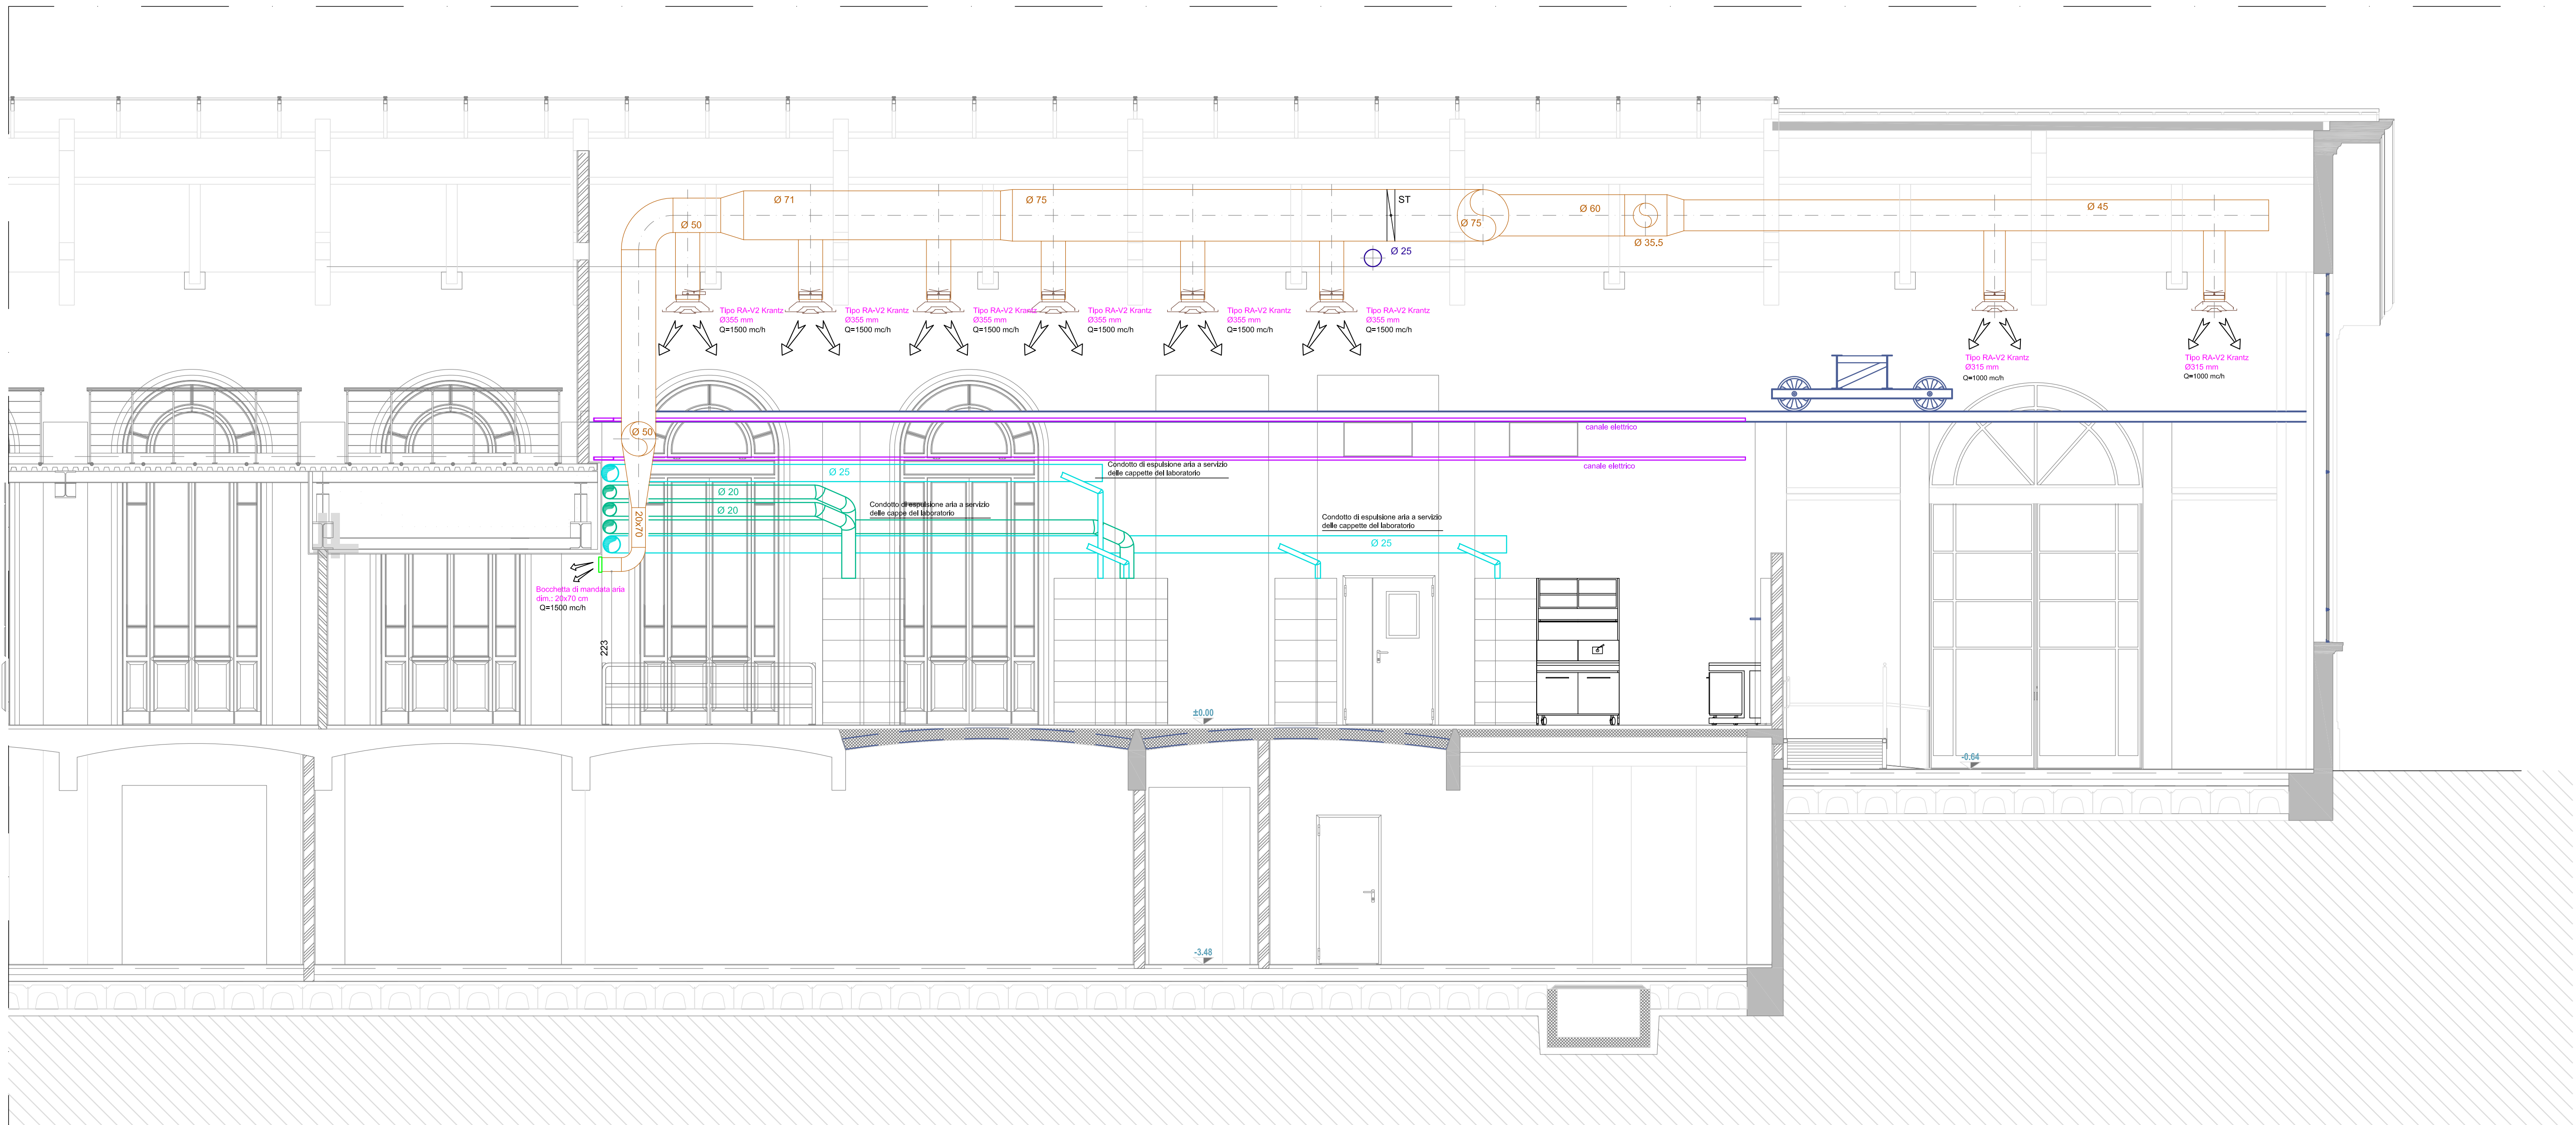 Ø 71
Ø 75
ST
Ø 50
Ø 75
Ø 60
Ø 35.5
Ø 45
Ø 25
Tipo RA-V2 Krantz
Ø355 mm
Q=1500 mc/h
Tipo RA-V2 Krantz
Ø355 mm
Q=1500 mc/h
Tipo RA-V2 Krantz
Ø355 mm
Q=1500 mc/h
Tipo RA-V2 Krantz
Ø355 mm
Q=1500 mc/h
Tipo RA-V2 Krantz
Ø355 mm
Q=1500 mc/h
Tipo RA-V2 Krantz
Ø355 mm
Q=1500 mc/h
Tipo RA-V2 Krantz
Ø315 mm
Q=1000 mc/h
Tipo RA-V2 Krantz
Ø315 mm
Q=1000 mc/h
canale elettrico
Ø 50
canale elettrico
Condotto di espulsione aria a servizio
delle cappette del laboratorio
Ø 25
Ø 20
Ø 20
20x70
Condotto di espulsione aria a servizio
delle cappe del laboratorio
Condotto di espulsione aria a servizio
delle cappette del laboratorio
Ø 25
Bocchetta di mandata aria
dim.: 20x70 cm
Q=1500 mc/h
223
±0.00
-0.64
-3.48